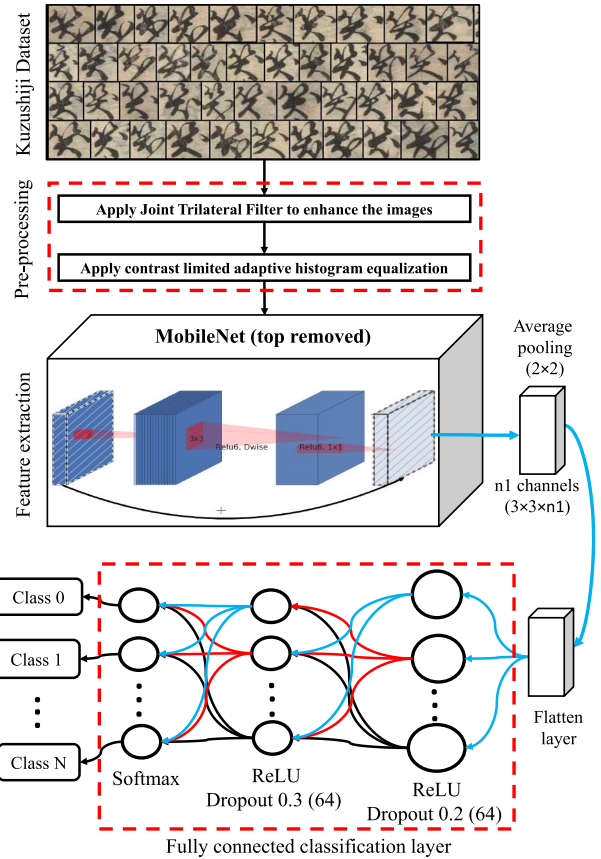 Kuzushiji Dataset
Pre-processing
Apply Joint Trilateral Filter to enhance the images
Apply contrast limited adaptive histogram equalization
Feature extraction
MobileNet (top removed)
3x3
Relu6, Dwise
Relu6, 1x1
+
Average
pooling
(2×2)
n1 channels
(3×3×n1)
Flatten
layer
Class 0
Class 1
Class N
Softmax
ReLU
Dropout 0.3 (64)
ReLU
Dropout 0.2 (64)
Fully connected classification layer